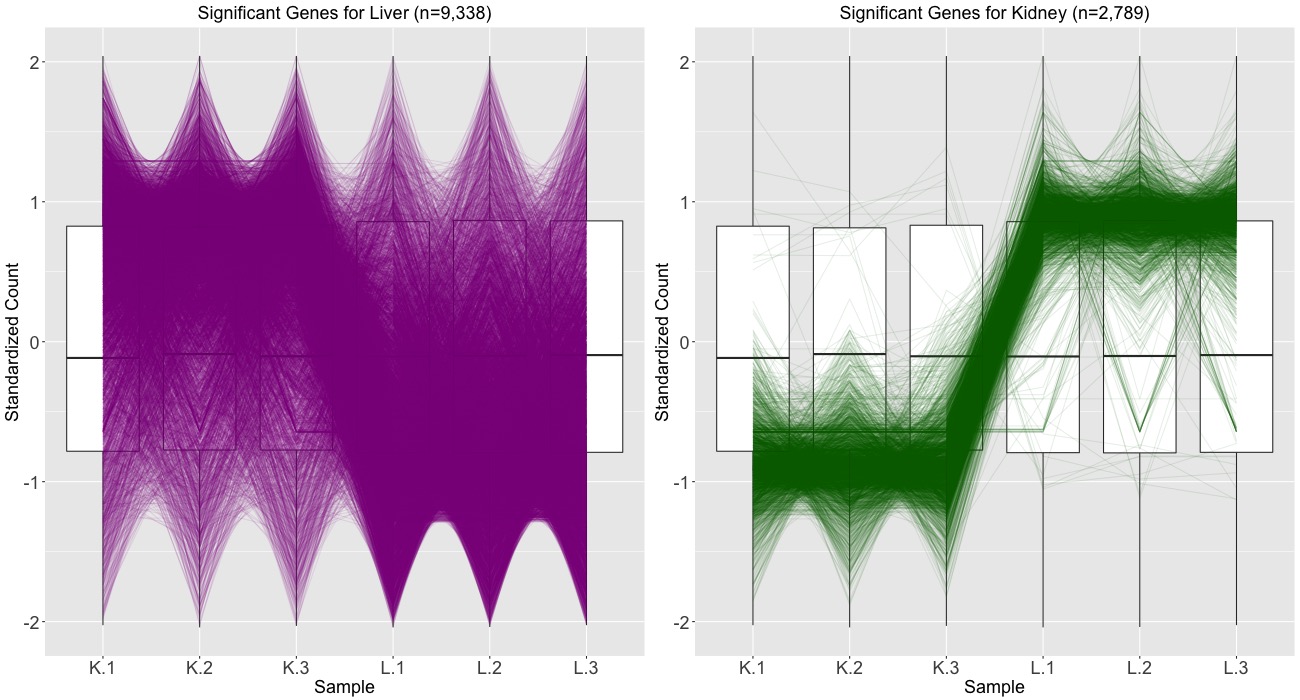 Significant Genes for Liver (n=9,338)
Standardized Count
2
1
0
-1
-2
K.1 K.2 K.3 L.1 L.2 L.3
Sample
Significant Genes for Kidney (n=2,789)
Standardized Count
2
1
0
-1
-2
K.1 K.2 K.3 L.1 L.2 L.3
Sample